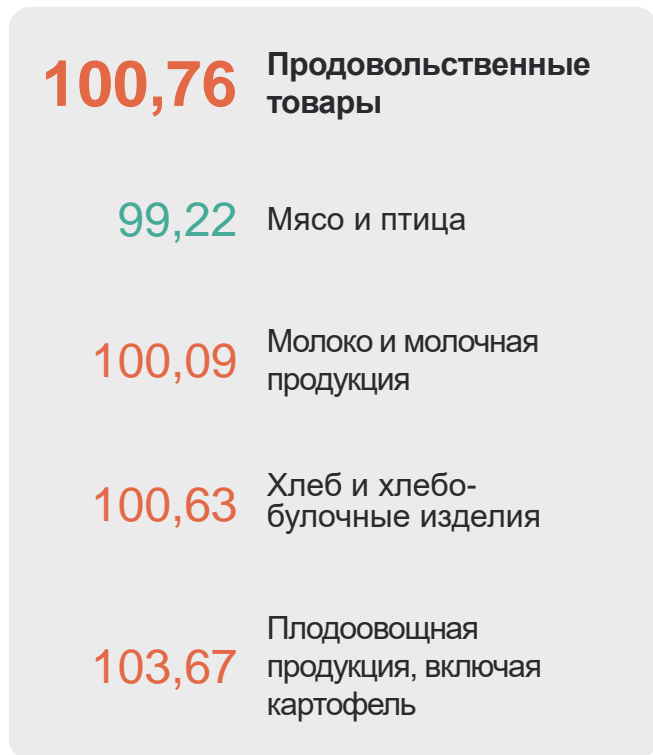 100,76 Продовольственные
товары
99,22 Мясо и птица
100,09 Молоко и молочная
продукция
100,63 Хлеб и хлебо-
булочные изделия
103,67 Плодоовощная
продукция, включая
картофель